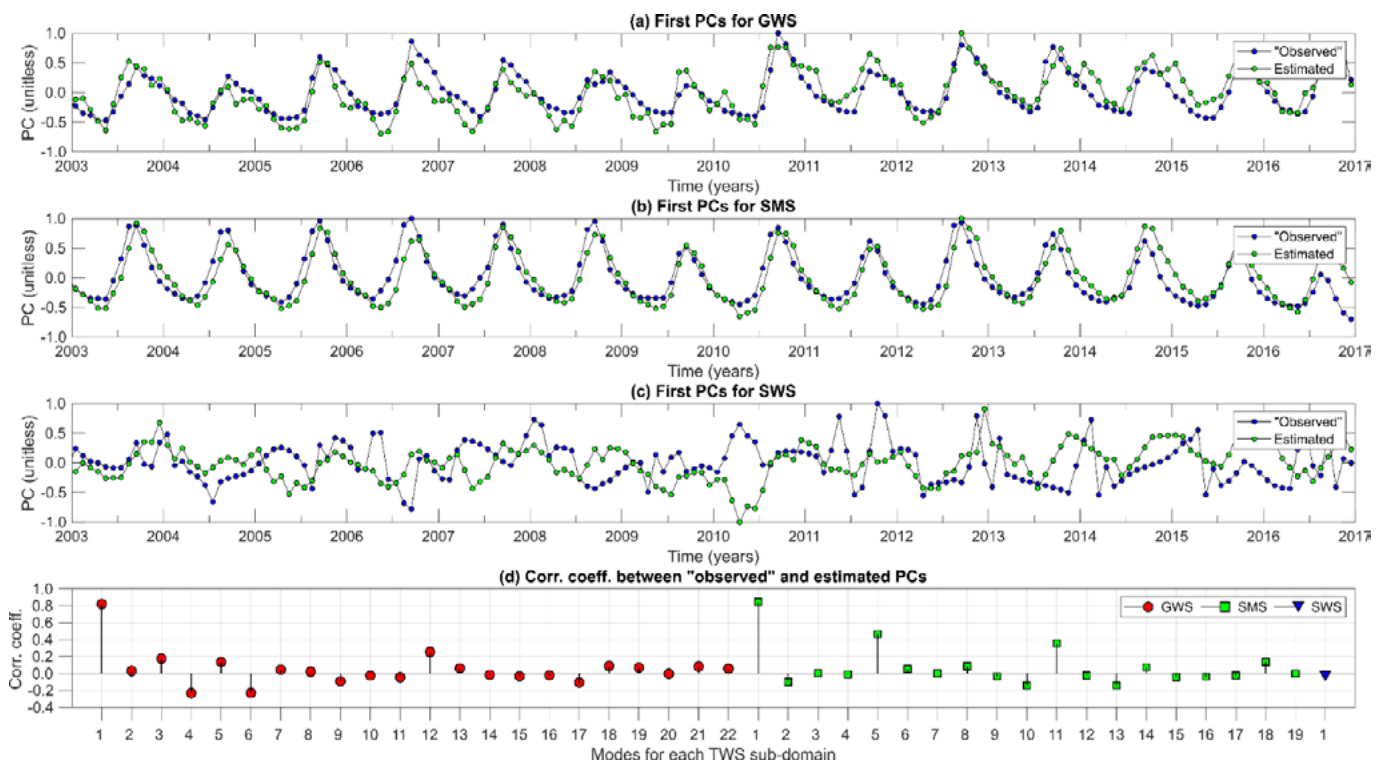 (a) First PCs for GWS
1.0
0.5
0.0
-0.5
-1.0
PC (unitless)
"Observed"
Estimated
2003 2004 2005 2006 2007 2008 2009 2010 2011 2012 2013 2014 2015 2016 2017
Time (years)
(b) First PCs for SMS
1.0
0.5
0.0
-0.5
-1.0
PC (unitless)
"Observed"
Estimated
2003 2004 2005 2006 2007 2008 2009 2010 2011 2012 2013 2014 2015 2016 2017
Time (years)
(c) First PCs for SWS
1.0
0.5
0.0
-0.5
-1.0
PC (unitless)
"Observed"
Estimated
2003 2004 2005 2006 2007 2008 2009 2010 2011 2012 2013 2014 2015 2016 2017
Time (years)
(d) Corr. coeff. between "observed" and estimated PCs
1.0
0.8
0.6
0.4
0.2
0.0
-0.2
-0.4
Corr. coeff.
GWS SMS SWS
1 2 3 4 5 6 7 8 9 10 11 12 13 14 15 16 17 18 19 20 21 22 1 2 3 4 5 6 7 8 9 10 11 12 13 14 15 16 17 18 19 1
Modes for each TWS sub-domain